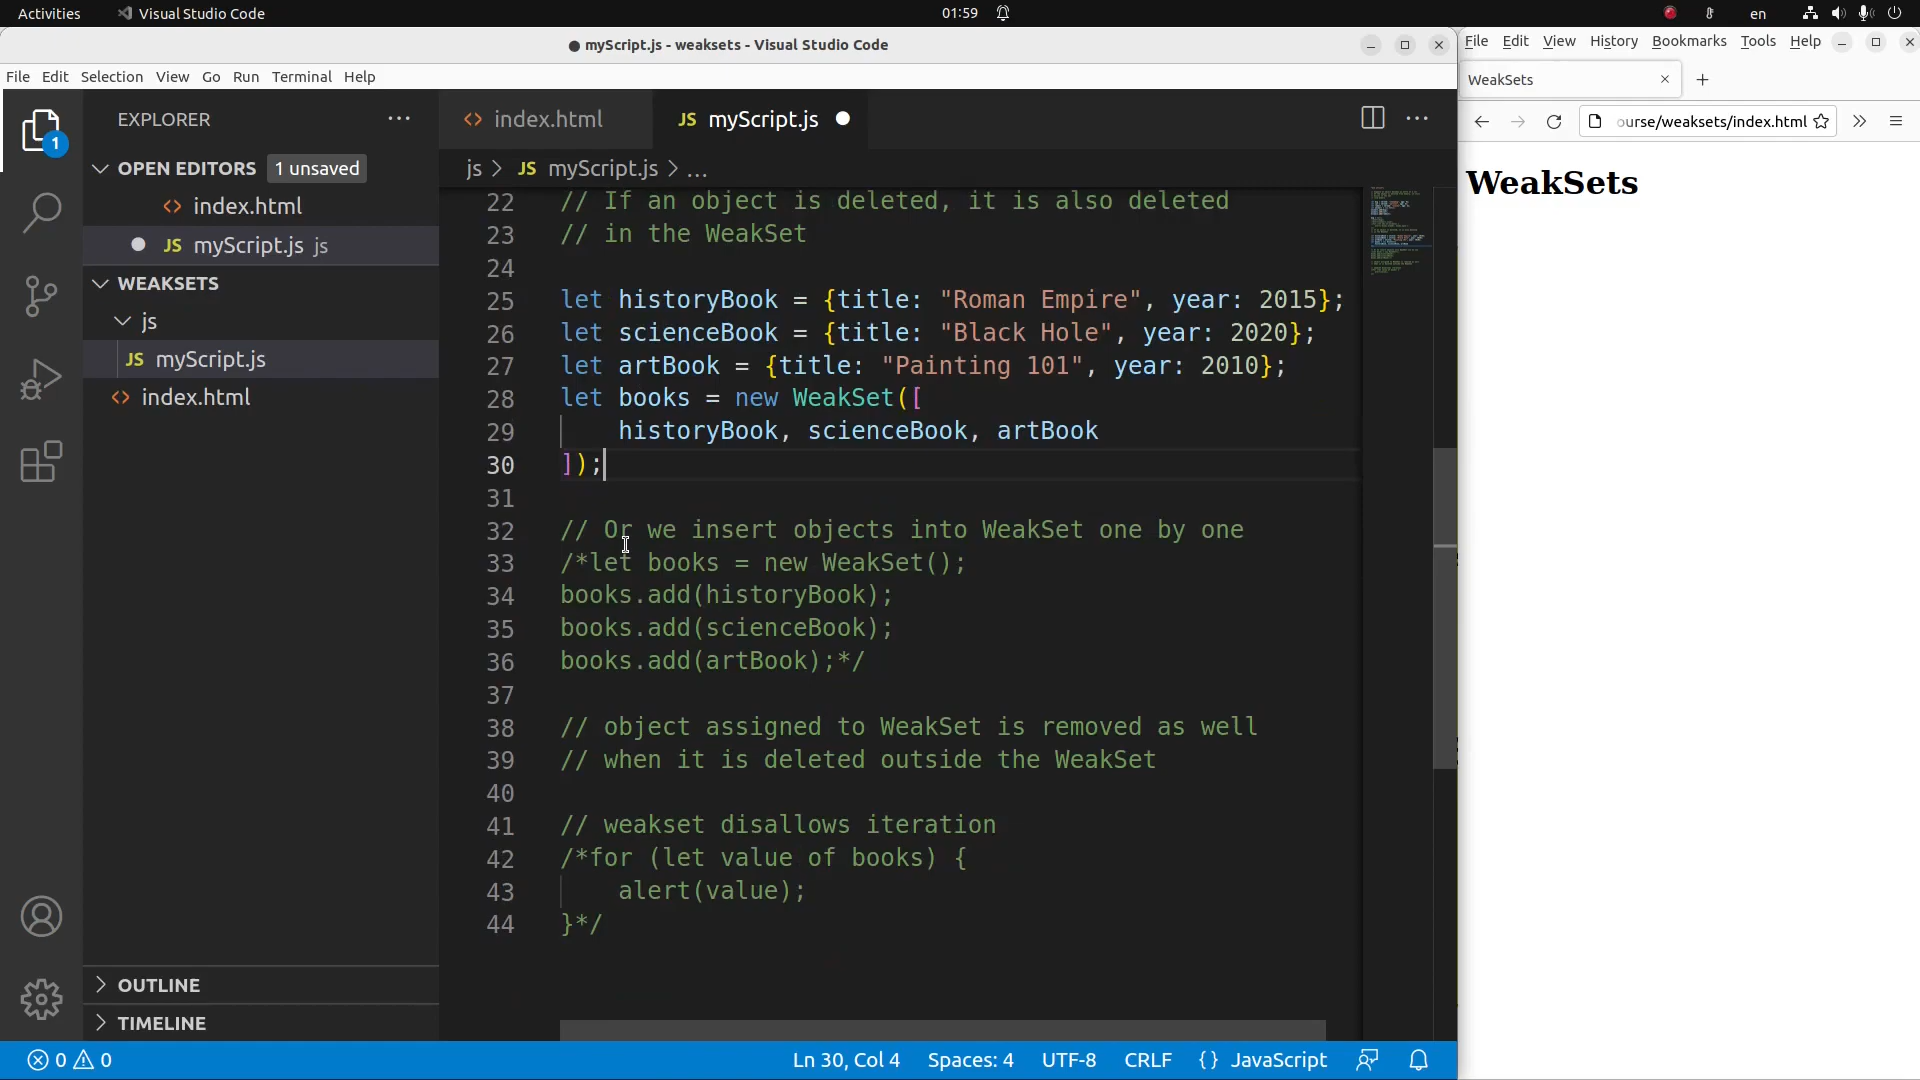 Activities
Visual Studio Code
01:59
en
myScript.js - weaksets - Visual Studio Code
File Edit Selection View Go Run Terminal Help
EXPLORER
OPEN EDITORS 1 unsaved
index.html
JS myScript.js js
WEAKSETS
js
JS myScript.js
index.html
OUTLINE
TIMELINE
1
index.html
JS myScript.js
js > JS myScript.js > ...
22 // If an object is deleted, it is also deleted
23 // in the WeakSet
24
25 let historyBook = {title: "Roman Empire", year: 2015};
26 let scienceBook = {title: "Black Hole", year: 2020};
27 let artBook = {title: "Painting 101", year: 2010};
28 let books = new WeakSet([
29 historyBook, scienceBook, artBook
30 ]);
31
32 // Or we insert objects into WeakSet one by one
33 /*let books = new WeakSet();
34 books.add(historyBook);
35 books.add(scienceBook);
36 books.add(artBook);*/
37
38 // object assigned to WeakSet is removed as well
39 // when it is deleted outside the WeakSet
40
41 // weakset disallows iteration
42 /*for (let value of books) {
43 alert(value);
44 }*/
0 0
Ln 30, Col 4 Spaces: 4 UTF-8 CRLF {} JavaScript
File Edit View History Bookmarks Tools Help
WeakSets
ourse/weaksets/index.html
WeakSets